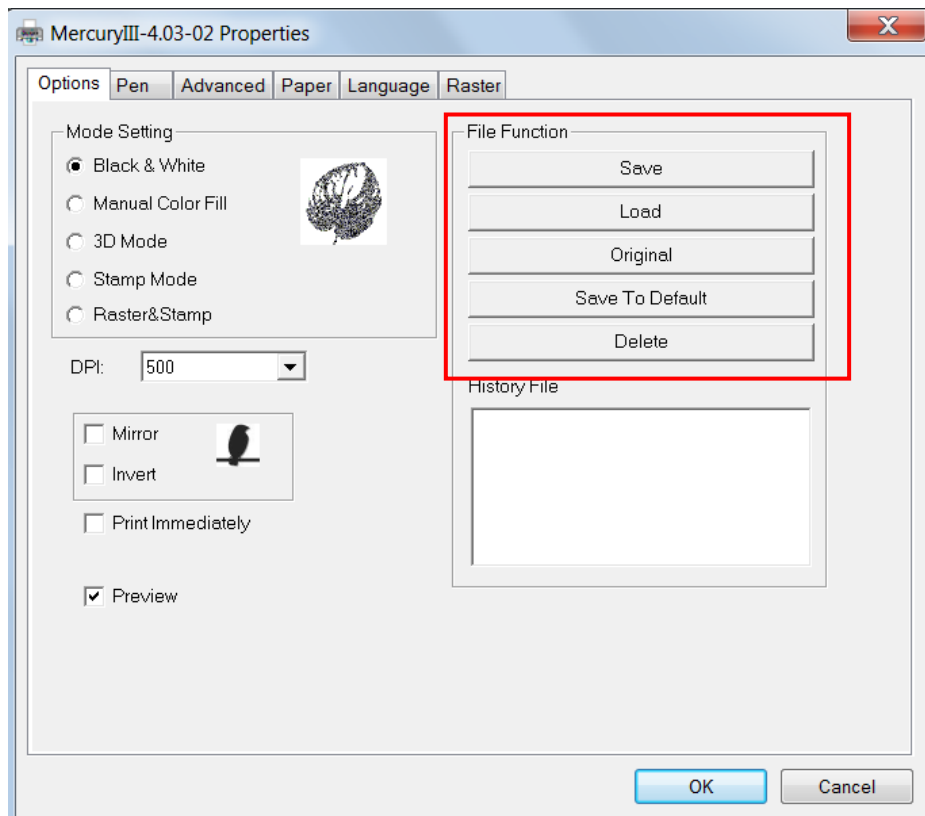 MercuryIII-4.03-02 Properties
X
Options Pen Advanced Paper Language Raster
Mode Setting
Black & White
Manual Color Fill
3D Mode
Stamp Mode
Raster&Stamp
DPI: 500
Mirror
Invert
Print Immediately
Preview
File Function
Save
Load
Original
Save To Default
Delete
History File
OK Cancel